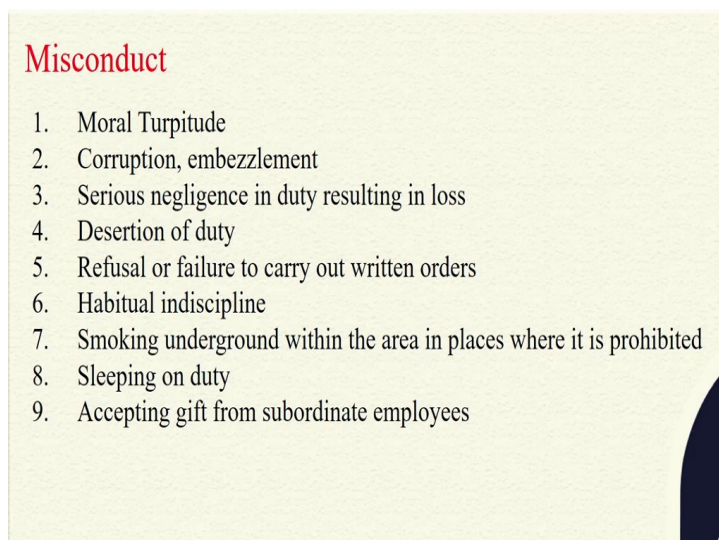 Misconduct
1. Moral Turpitude
2. Corruption, embezzlement
3. Serious negligence in duty resulting in loss
4. Desertion of duty
5. Refusal or failure to carry out written orders
6. Habitual indiscipline
7. Smoking underground within the area in places where it is prohibited
8. Sleeping on duty
9. Accepting gift from subordinate employees